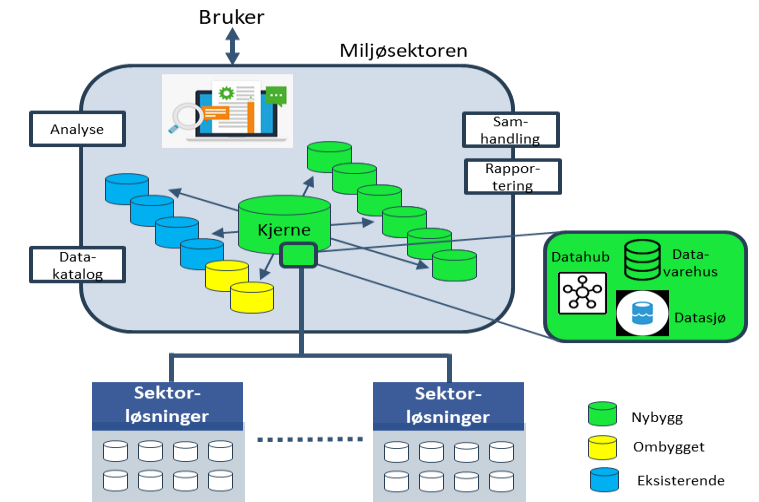 Bruker
Miljøsektoren
Analyse
Sam-
handling
Rappor-
tering
Kjerne
Data-
katalog
Datahub
Data-
varehus
Datasjø
Sektor-
løsninger
Sektor-
løsninger
Nybygg
Ombygget
Eksisterende